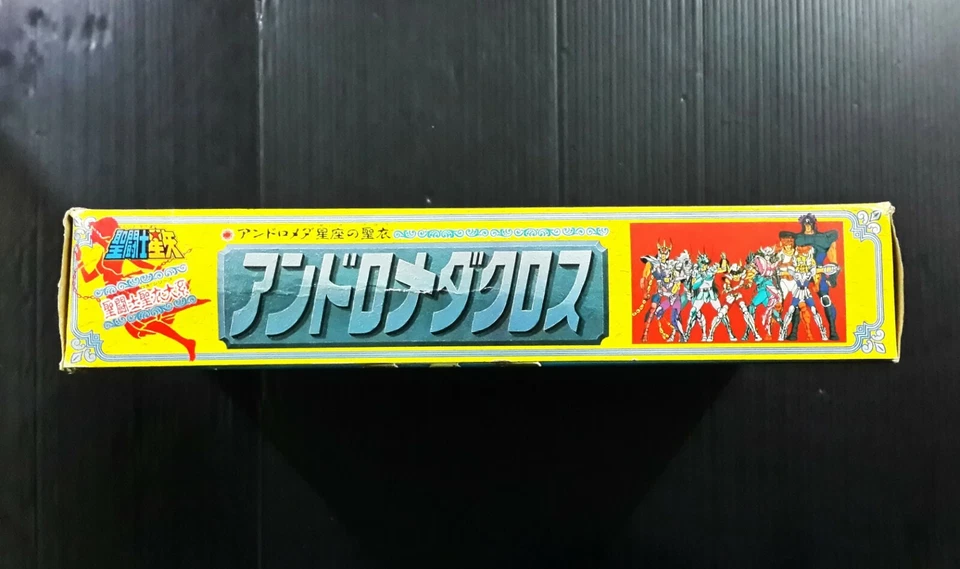 聖闘士星矢
聖闘士聖衣大系
アンドロメダ星座の聖衣
アンドロメダクロス